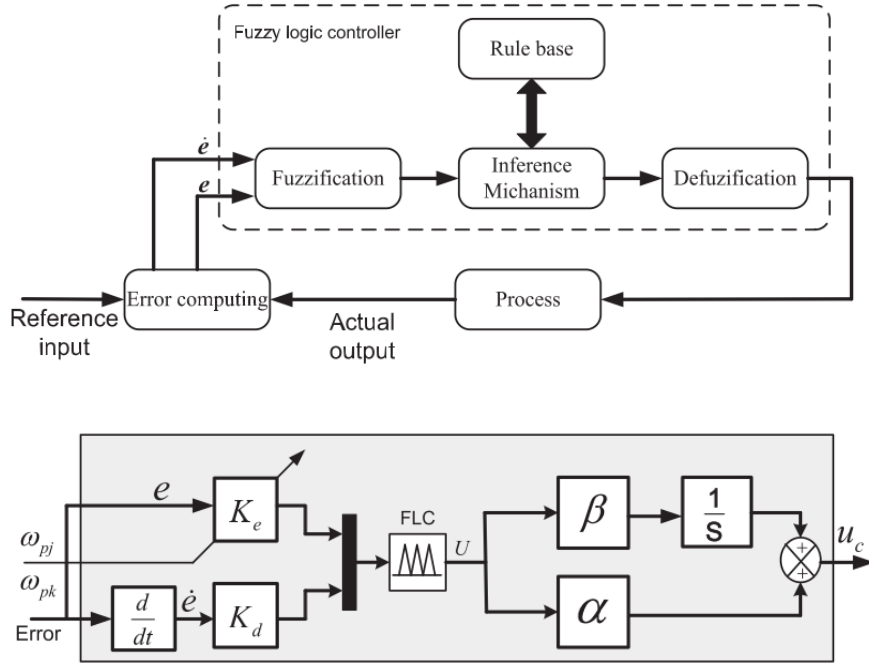 Fuzzy logic controller
Rule base
ė
e
Fuzzification
Inference
Michanism
Defuzification
Error computing
Process
Reference
input
Actual
output
e
K_e
ω_pj
ω_pk
Error
d/dt
ė
K_d
FLC
U
β
1/S
α
+
+
u_c